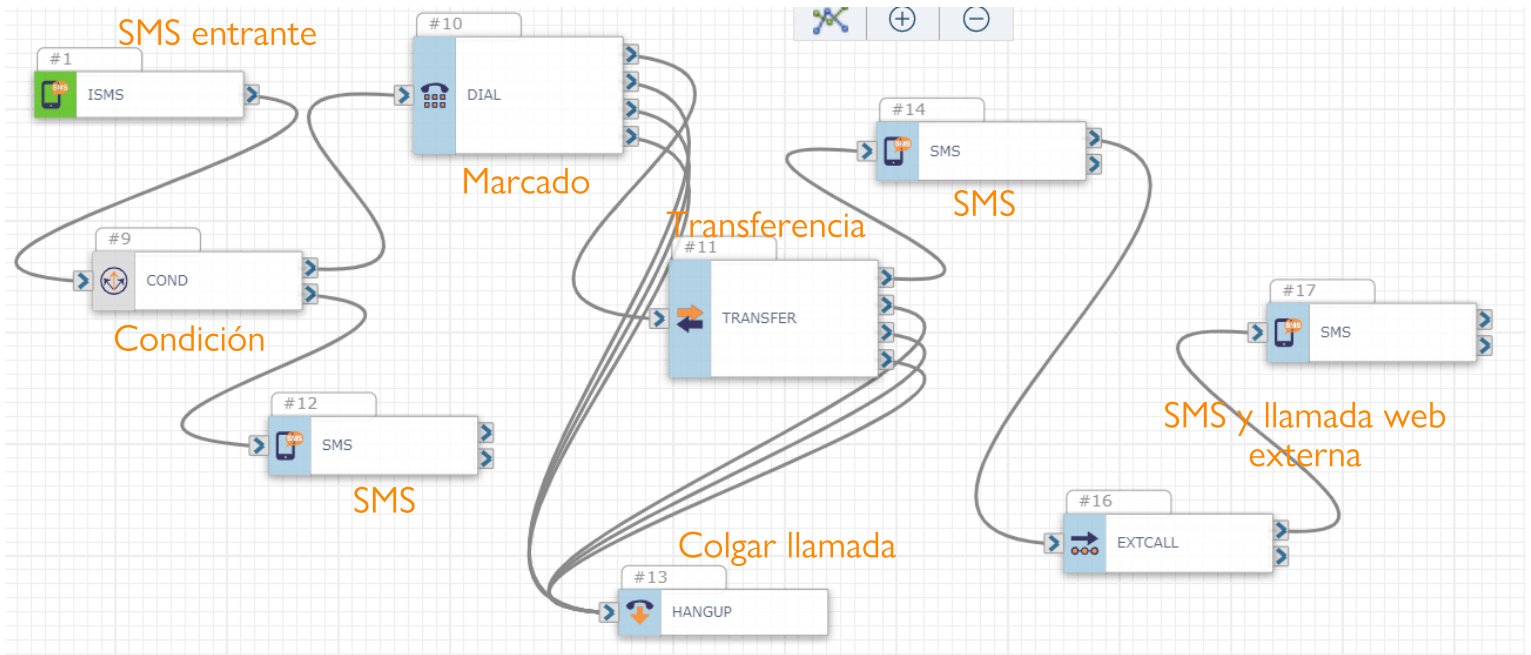 SMS entrante
#1
ISMS
#10
DIAL
Marcado
#9
COND
Condición
#12
SMS
SMS
Transferencia
#11
TRANSFER
#14
SMS
SMS
#17
SMS
SMS y llamada web
externa
#16
EXTCALL
Colgar llamada
#13
HANGUP